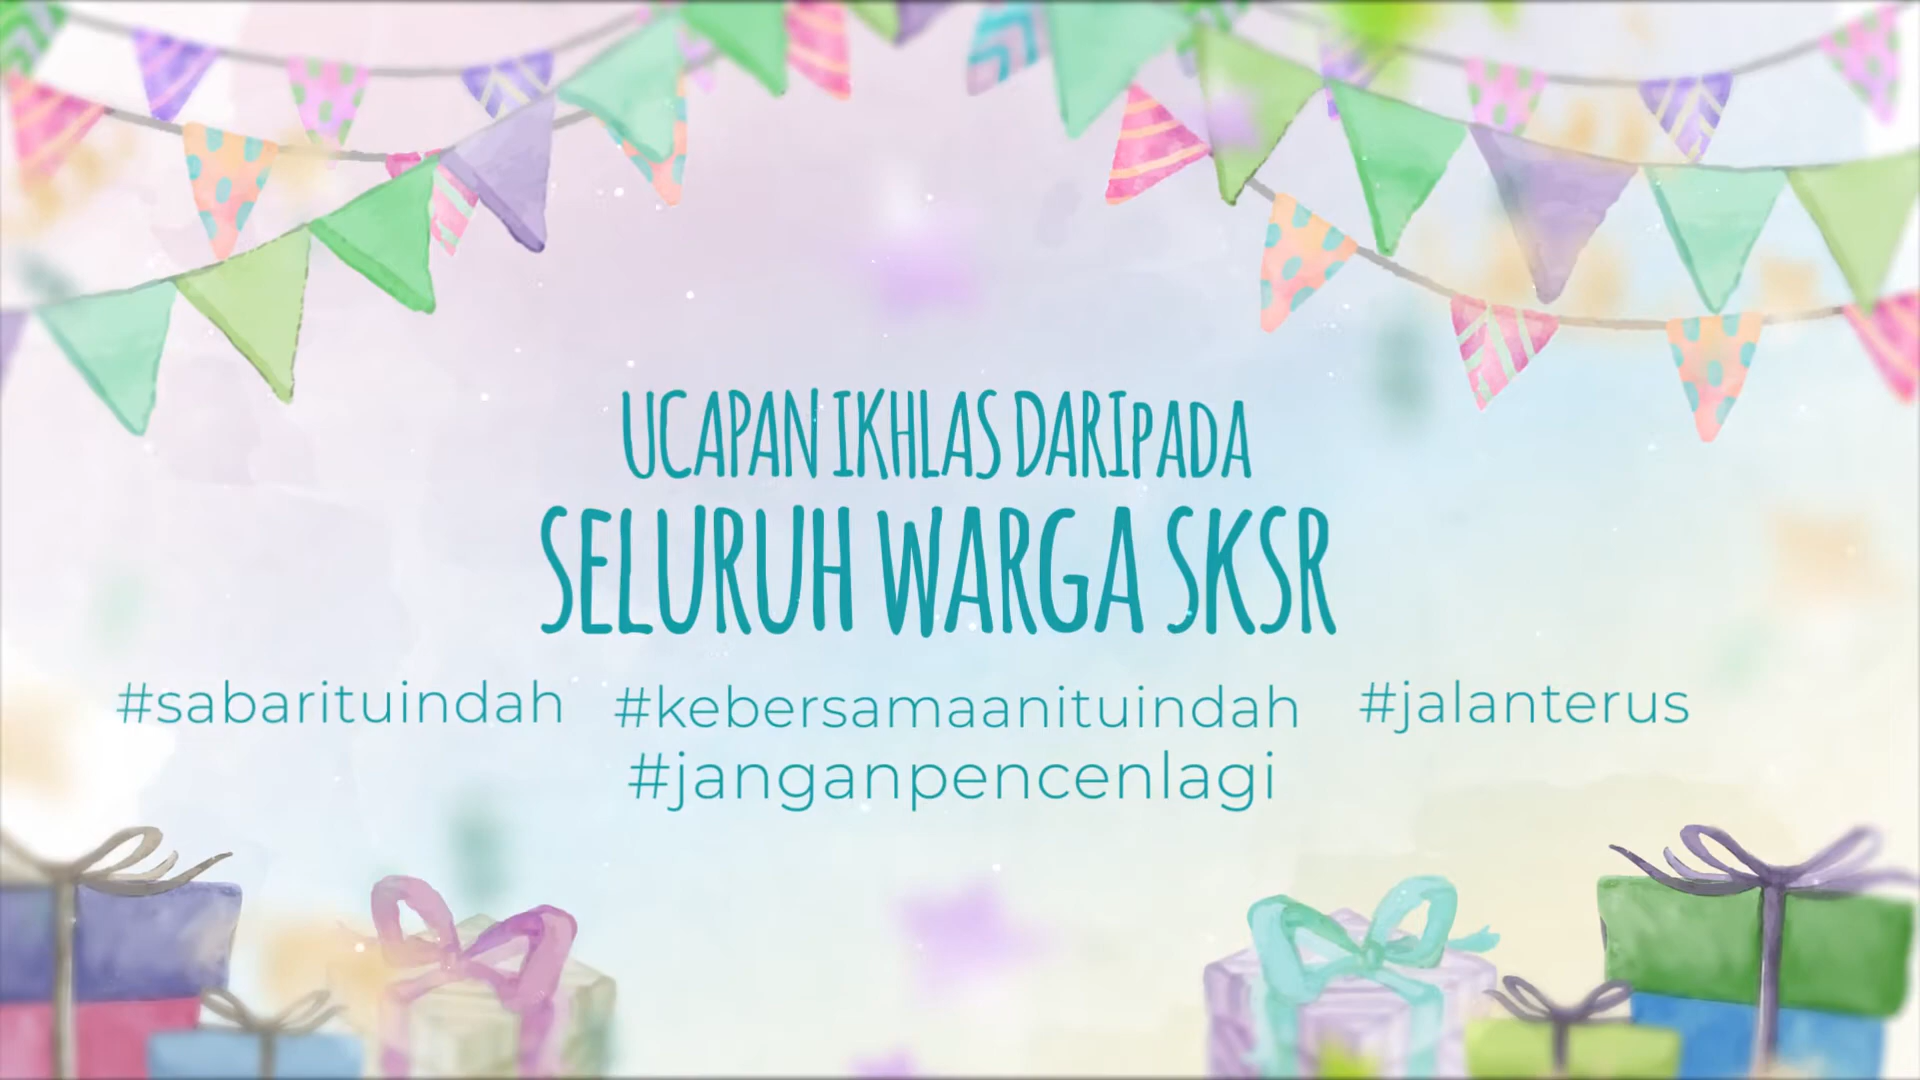 UCAPAN IKHLAS DARIPADA
SELURUH WARGA SKSR
#sabarituindah #kebersamaanituindah #jalanterus
#janganpencenlagi